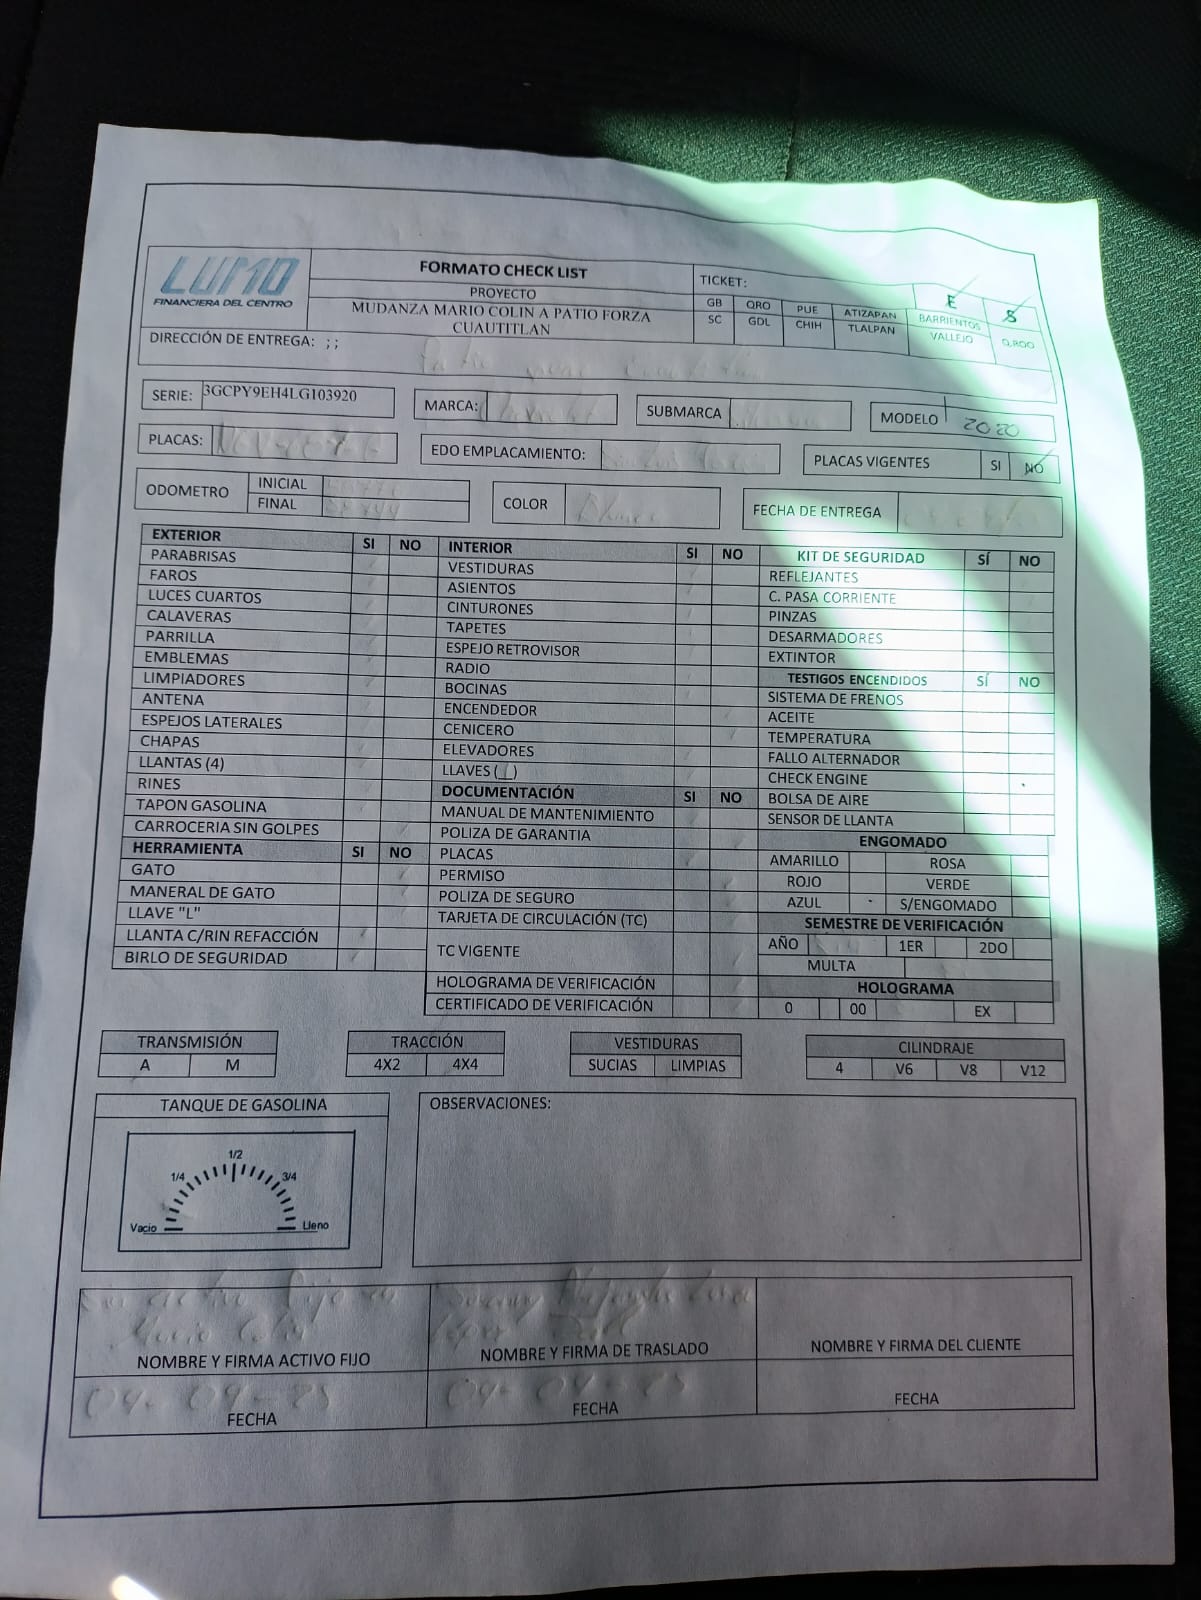 LUMO
FINANCIERA DEL CENTRO
FORMATO CHECK LIST
PROYECTO
MUDANZA MARIO COLIN A PATIO FORZA
CUAUTITLAN
TICKET:
GB QRO PUE ATIZAPAN BARRIENTOS E S
SC GDL CHIH TLALPAN VALLEJO Q.ROO
DIRECCIÓN DE ENTREGA: ; ;
SERIE: 3GCPY9EH4LG103920 MARCA: SUBMARCA MODELO 2020
PLACAS: EDO EMPLACAMIENTO: PLACAS VIGENTES SI NO
ODOMETRO INICIAL
FINAL
COLOR
FECHA DE ENTREGA
EXTERIOR SI NO
PARABRISAS
FAROS
LUCES CUARTOS
CALAVERAS
PARRILLA
EMBLEMAS
LIMPIADORES
ANTENA
ESPEJOS LATERALES
CHAPAS
LLANTAS (4)
RINES
TAPON GASOLINA
CARROCERIA SIN GOLPES
HERRAMIENTA SI NO
GATO
MANERAL DE GATO
LLAVE "L"
LLANTA C/RIN REFACCIÓN
BIRLO DE SEGURIDAD
INTERIOR SI NO
VESTIDURAS
ASIENTOS
CINTURONES
TAPETES
ESPEJO RETROVISOR
RADIO
BOCINAS
ENCENDEDOR
CENICERO
ELEVADORES
LLAVES (_)
DOCUMENTACIÓN SI NO
MANUAL DE MANTENIMIENTO
POLIZA DE GARANTIA
PLACAS
PERMISO
POLIZA DE SEGURO
TARJETA DE CIRCULACIÓN (TC)
TC VIGENTE
HOLOGRAMA DE VERIFICACIÓN
CERTIFICADO DE VERIFICACIÓN
KIT DE SEGURIDAD SÍ NO
REFLEJANTES
C. PASA CORRIENTE
PINZAS
DESARMADORES
EXTINTOR
TESTIGOS ENCENDIDOS SÍ NO
SISTEMA DE FRENOS
ACEITE
TEMPERATURA
FALLO ALTERNADOR
CHECK ENGINE
BOLSA DE AIRE
SENSOR DE LLANTA
ENGOMADO
AMARILLO ROSA
ROJO VERDE
AZUL S/ENGOMADO
SEMESTRE DE VERIFICACIÓN
AÑO 1ER 2DO
MULTA
HOLOGRAMA
0 00 EX
TRANSMISIÓN
A M
TRACCIÓN
4X2 4X4
VESTIDURAS
SUCIAS LIMPIAS
CILINDRAJE
4 V6 V8 V12
TANQUE DE GASOLINA
1/2
1/4 3/4
Vacio Lleno
OBSERVACIONES:
NOMBRE Y FIRMA ACTIVO FIJO
04-04-25
FECHA
NOMBRE Y FIRMA DE TRASLADO
04-04-25
FECHA
NOMBRE Y FIRMA DEL CLIENTE
FECHA